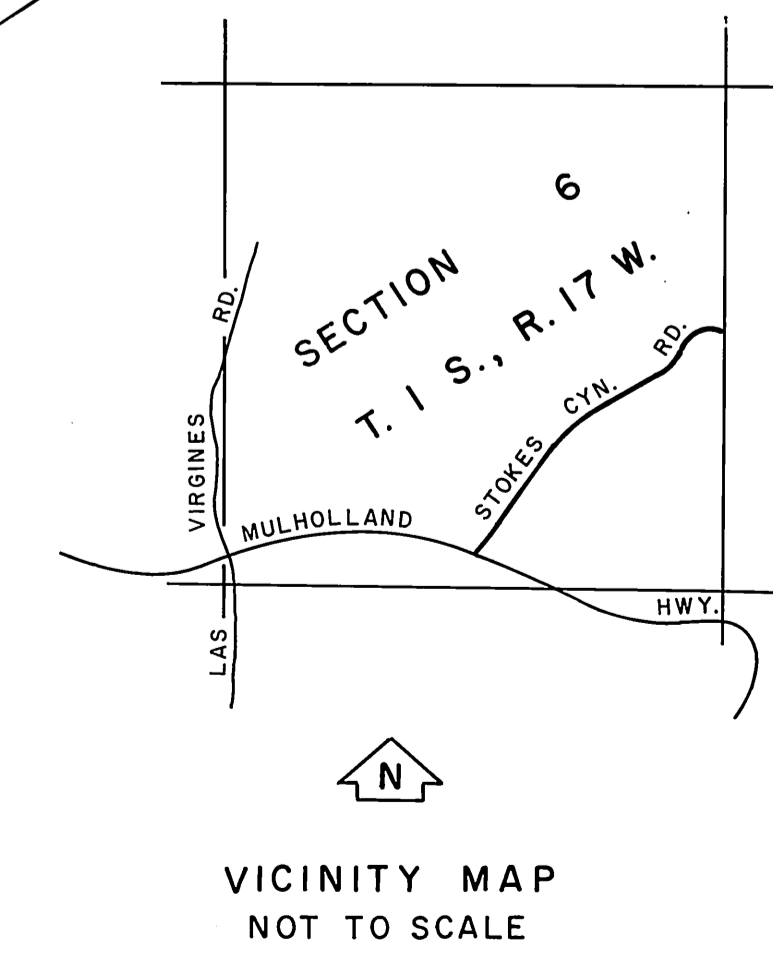 SECTION 6
T. 1 S., R. 17 W.
LAS VIRGINES RD.
STOKES CYN. RD.
MULHOLLAND HWY.
N
VICINITY MAP
NOT TO SCALE